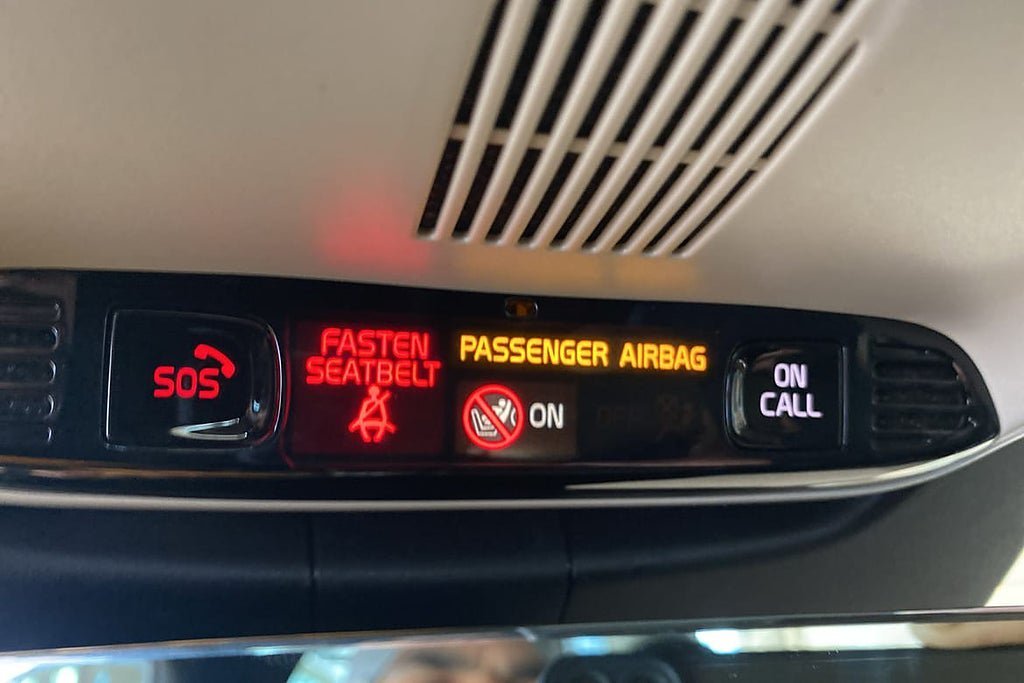 SOS
FASTEN
SEATBELT
PASSENGER AIRBAG
ON
ON
CALL